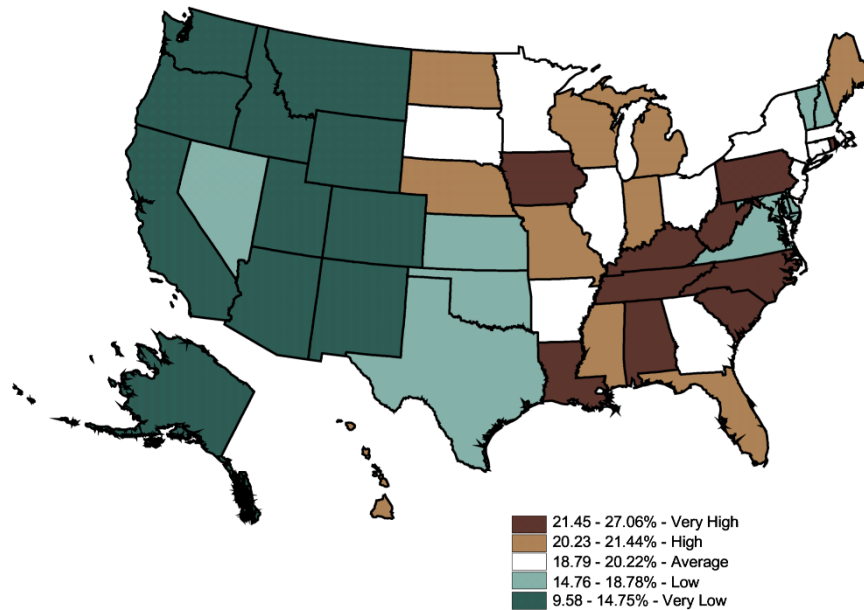 21.45 - 27.06% - Very High
20.23 - 21.44% - High
18.79 - 20.22% - Average
14.76 - 18.78% - Low
9.58 - 14.75% - Very Low